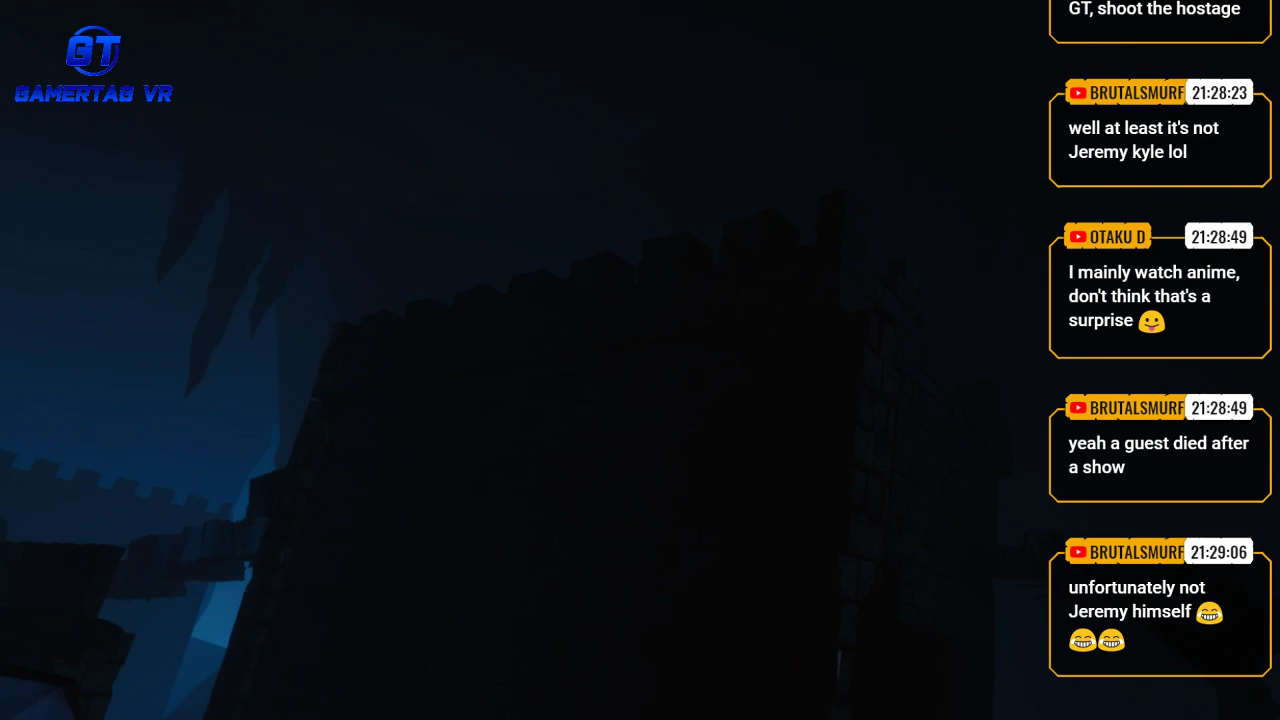 GT
GAMERTAG VR
GT, shoot the hostage
BRUTALSMURF 21:28:23
well at least it's not
Jeremy kyle lol
OTAKU D 21:28:49
I mainly watch anime,
don't think that's a
surprise 😛
BRUTALSMURF 21:28:49
yeah a guest died after
a show
BRUTALSMURF 21:29:06
unfortunately not
Jeremy himself 😂
😂😂